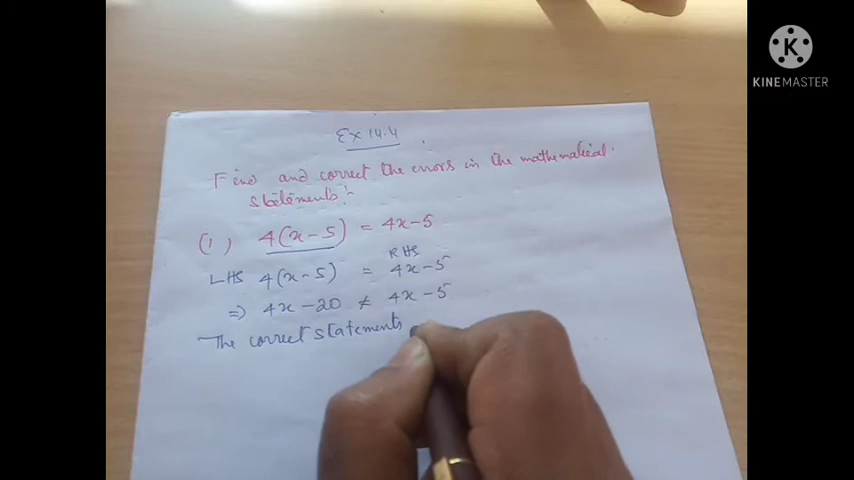 KINEMASTER
Ex 14.4
Find and correct the errors in the mathematical
statements:-
(1) 4(x-5) = 4x-5
RHS
LHS 4(x-5) = 4x-5
⇒ 4x-20 ≠ 4x-5
The correct statements